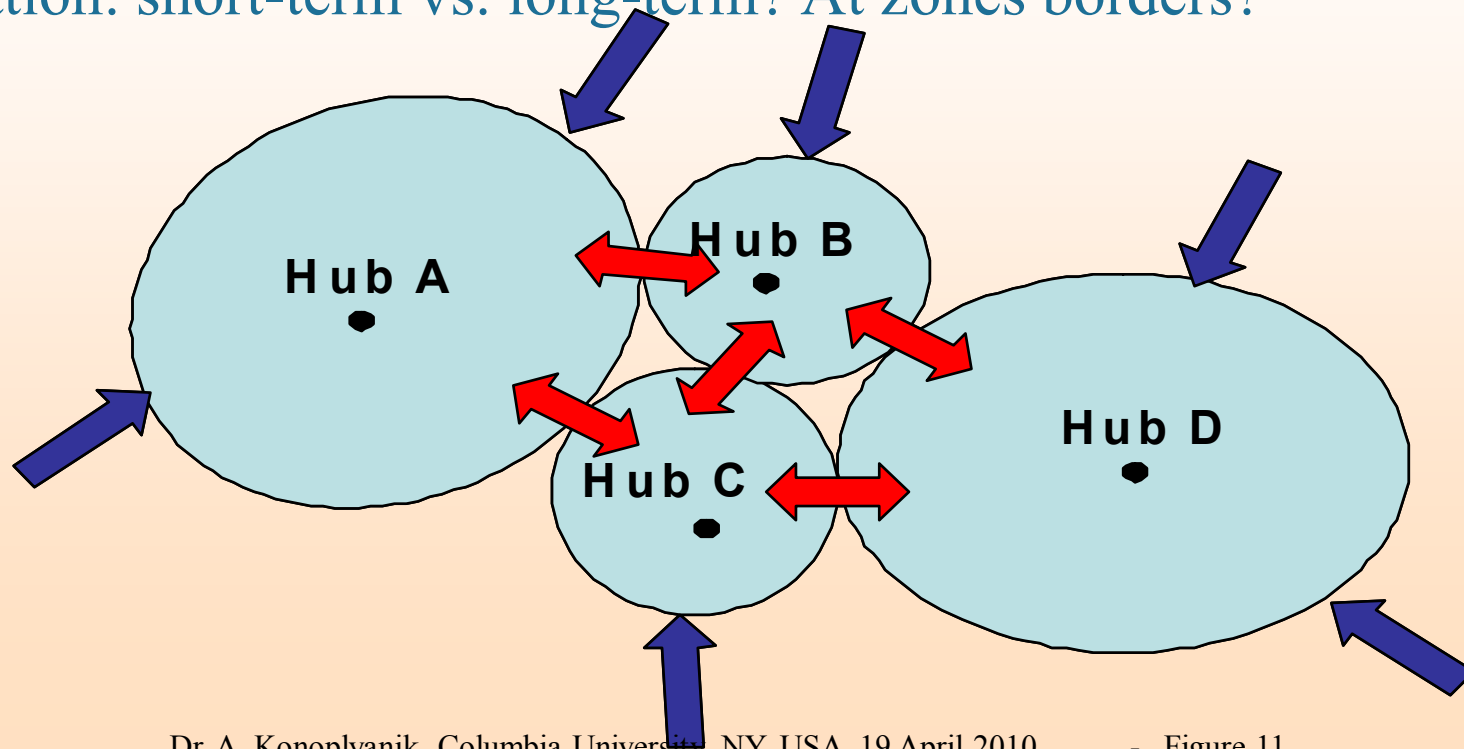 ction: short-term vs. long-term? At zones borders?
Hub B
Hub A
Hub D
Hub C
Dr. A. Konoplyanik, Columbia University, NY, USA, 19 April 2010 - Figure 11